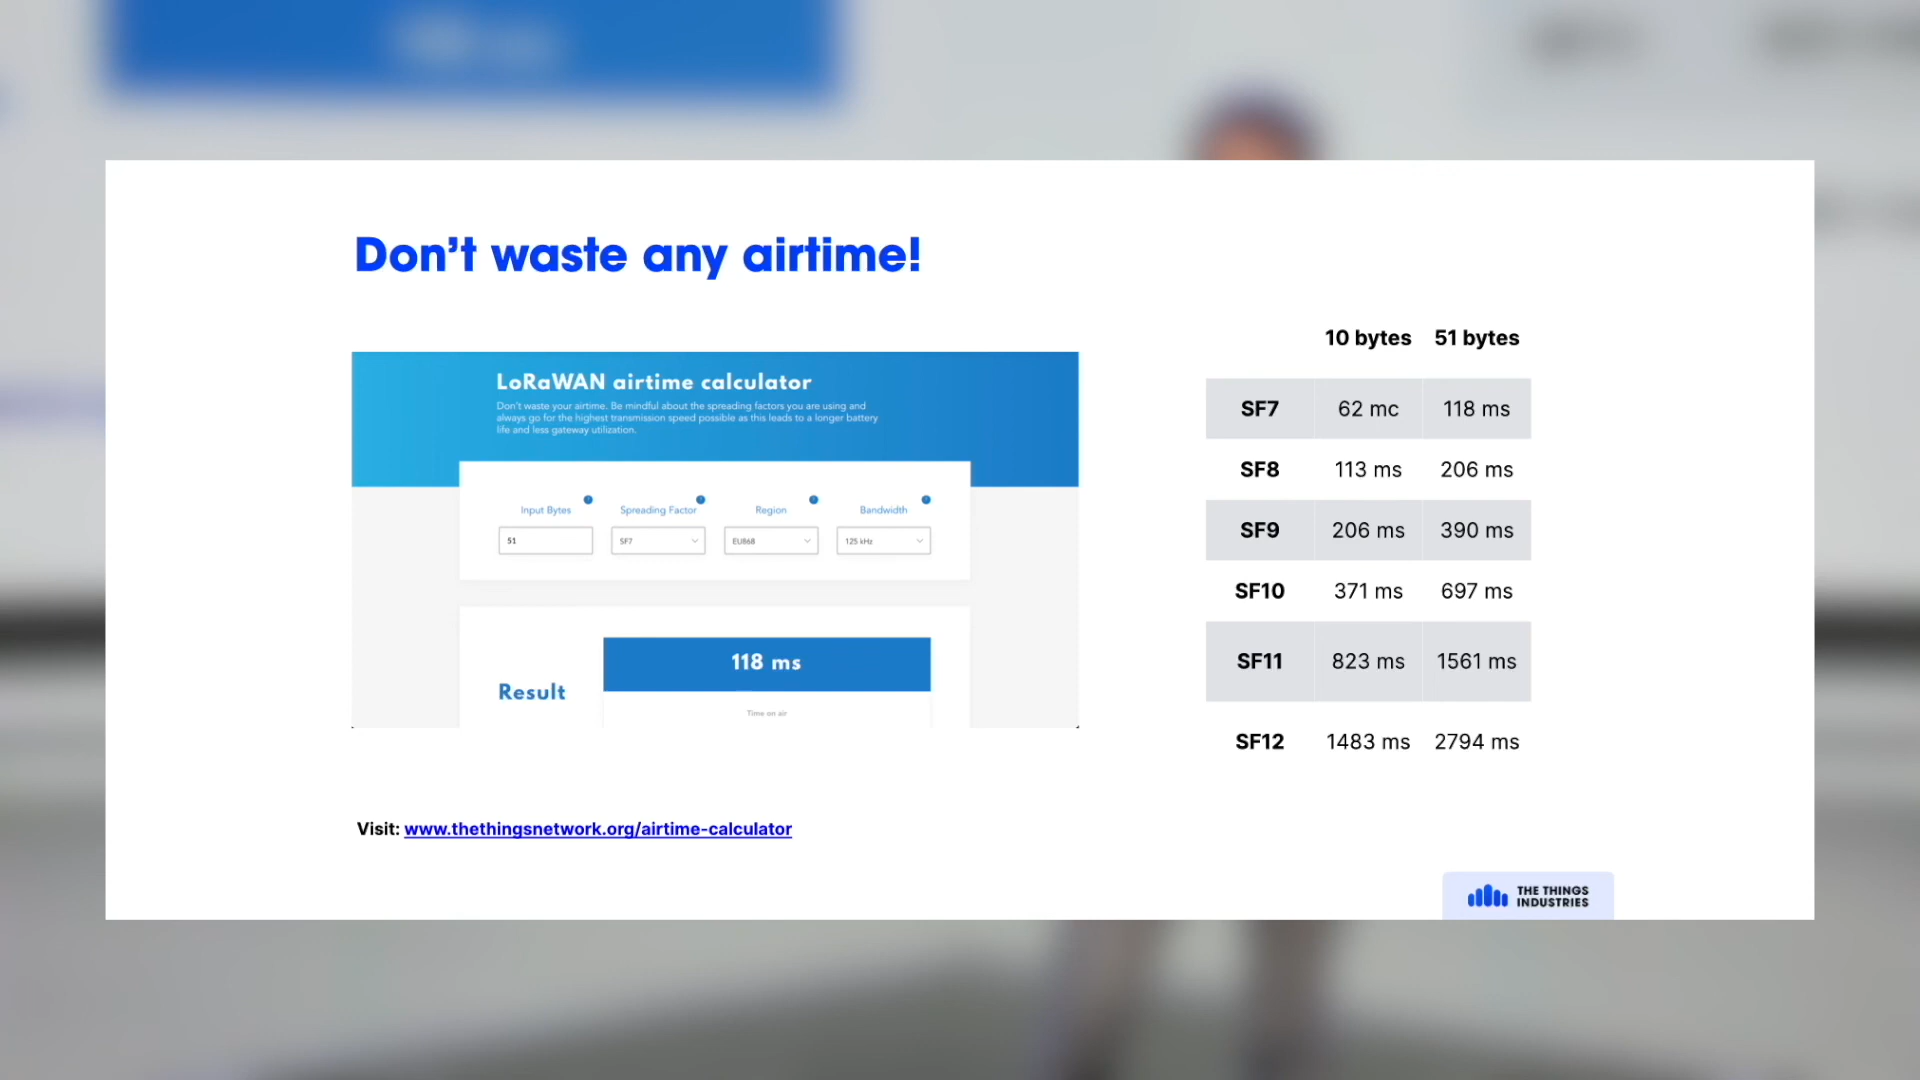 Don't waste any airtime!
LoRaWAN airtime calculator
Don't waste your airtime. Be mindful about the spreading factors you are using and
always go for the highest transmission speed possible as this leads to a longer battery
life and less gateway utilization.
Input Bytes Spreading Factor Region Bandwidth
51 SF7 EU868 125 kHz
Result
118 ms
Time on air
10 bytes 51 bytes
SF7 62 mc 118 ms
SF8 113 ms 206 ms
SF9 206 ms 390 ms
SF10 371 ms 697 ms
SF11 823 ms 1561 ms
SF12 1483 ms 2794 ms
Visit: www.thethingsnetwork.org/airtime-calculator
THE THINGS
INDUSTRIES